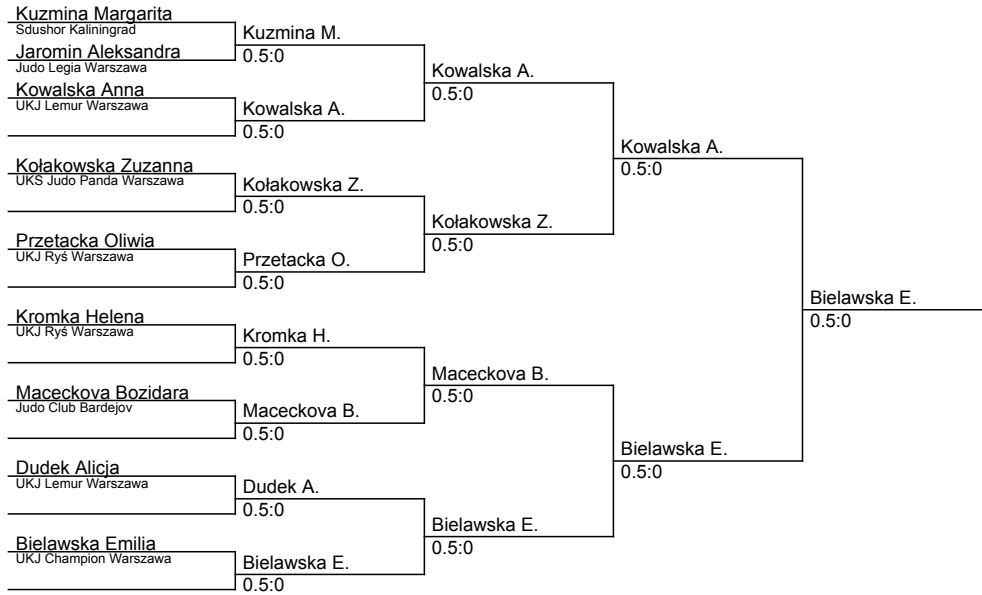 Kuzmina Margarita
Sdushor Kaliningrad
Jaromin Aleksandra
Judo Legia Warszawa
Kowalska Anna
UKJ Lemur Warszawa
Kołakowska Zuzanna
UKS Judo Panda Warszawa
Przetacka Oliwia
UKJ Ryś Warszawa
Kromka Helena
UKJ Ryś Warszawa
Maceckova Bozidara
Judo Club Bardejov
Dudek Alicja
UKJ Lemur Warszawa
Bielawska Emilia
UKJ Champion Warszawa
Kuzmina M.
0.5:0
Kowalska A.
0.5:0
Kołakowska Z.
0.5:0
Przetacka O.
0.5:0
Kromka H.
0.5:0
Maceckova B.
0.5:0
Dudek A.
0.5:0
Bielawska E.
0.5:0
Kowalska A.
0.5:0
Kołakowska Z.
0.5:0
Maceckova B.
0.5:0
Bielawska E.
0.5:0
Kowalska A.
0.5:0
Bielawska E.
0.5:0
Bielawska E.
0.5:0